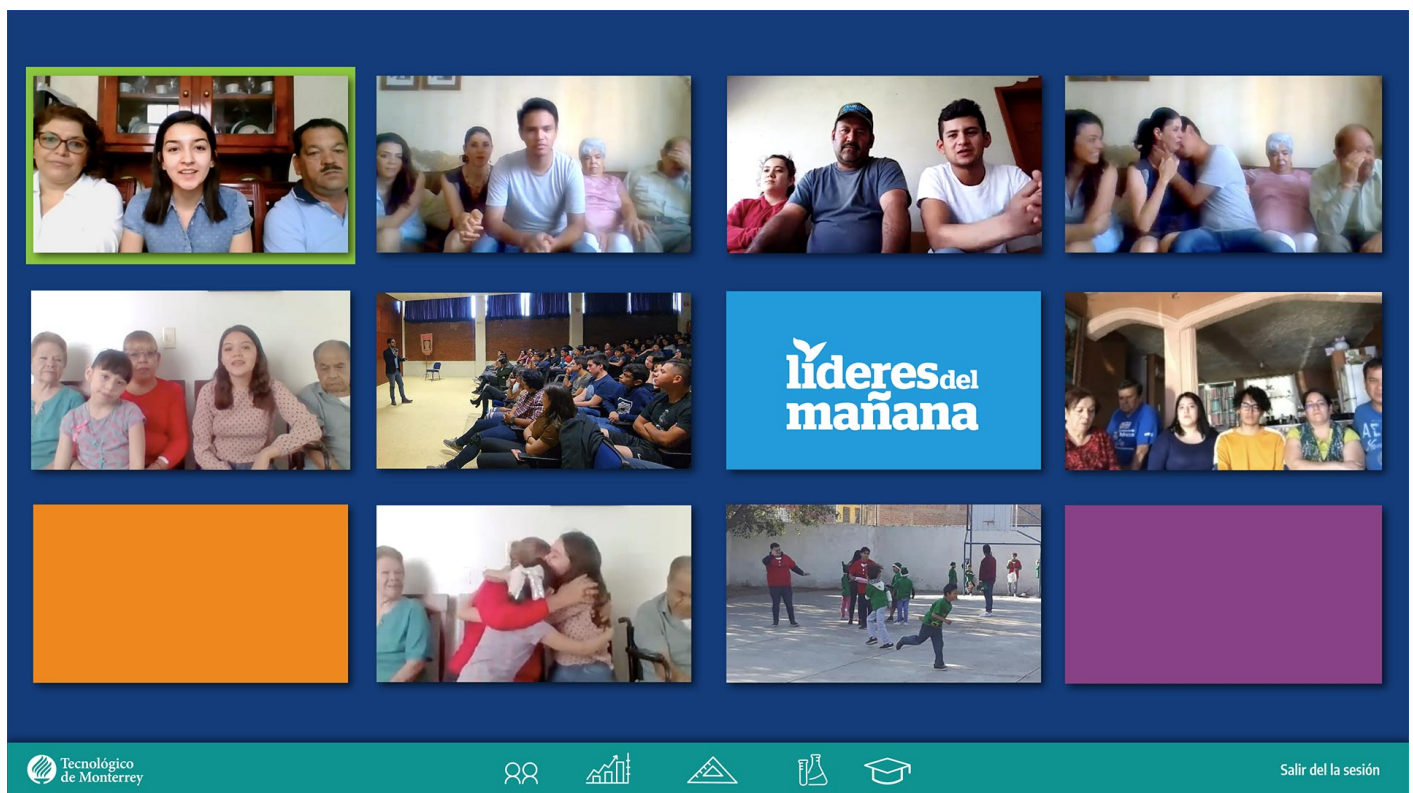 líderes del
mañana
Tecnológico
de Monterrey
Salir del la sesión